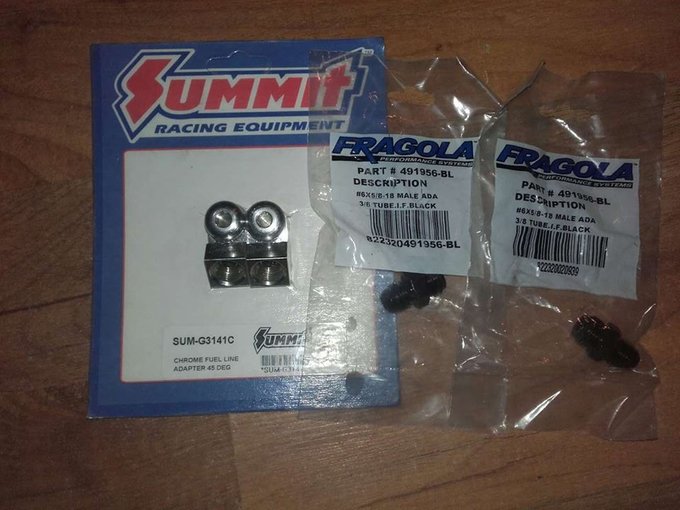 SUMMIT
RACING EQUIPMENT
SUM-G3141C
CHROME FUEL LINE
ADAPTER 45 DEG
SUMMIT
FRAGOLA
PERFORMANCE SYSTEMS
PART # 491956-BL
DESCRIPTION
#6X5/8-18 MALE ADA
3/8 TUBE.I.F.BLACK
822320491956-BL
FRAGOLA
PERFORMANCE SYSTEMS
PART # 491956-BL
DESCRIPTION
#6X5/8-18 MALE ADA
3/8 TUBE.I.F.BLACK
822320020939